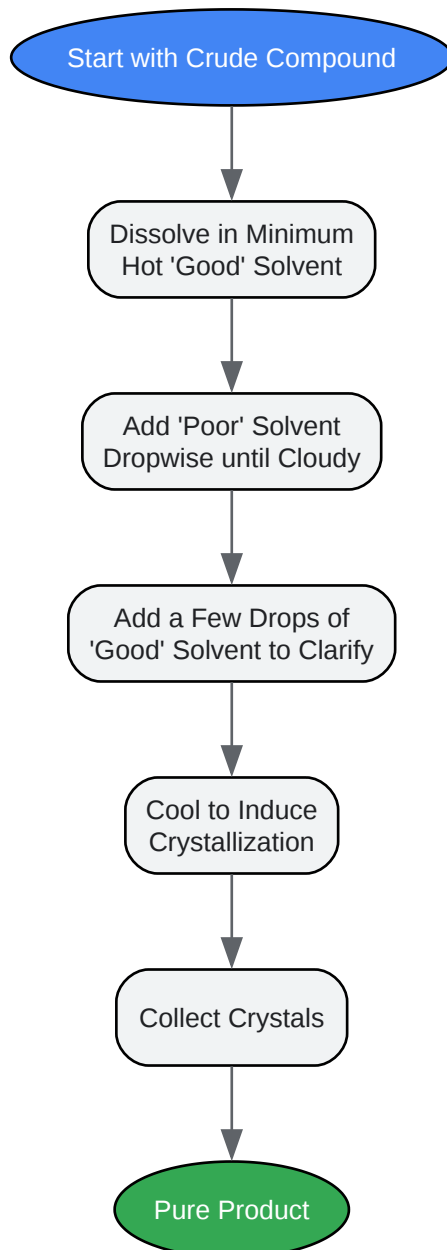 Start with Crude Compound
Dissolve in Minimum
Hot 'Good' Solvent
Add 'Poor' Solvent
Dropwise until Cloudy
Add a Few Drops of
'Good' Solvent to Clarify
Cool to Induce
Crystallization
Collect Crystals
Pure Product